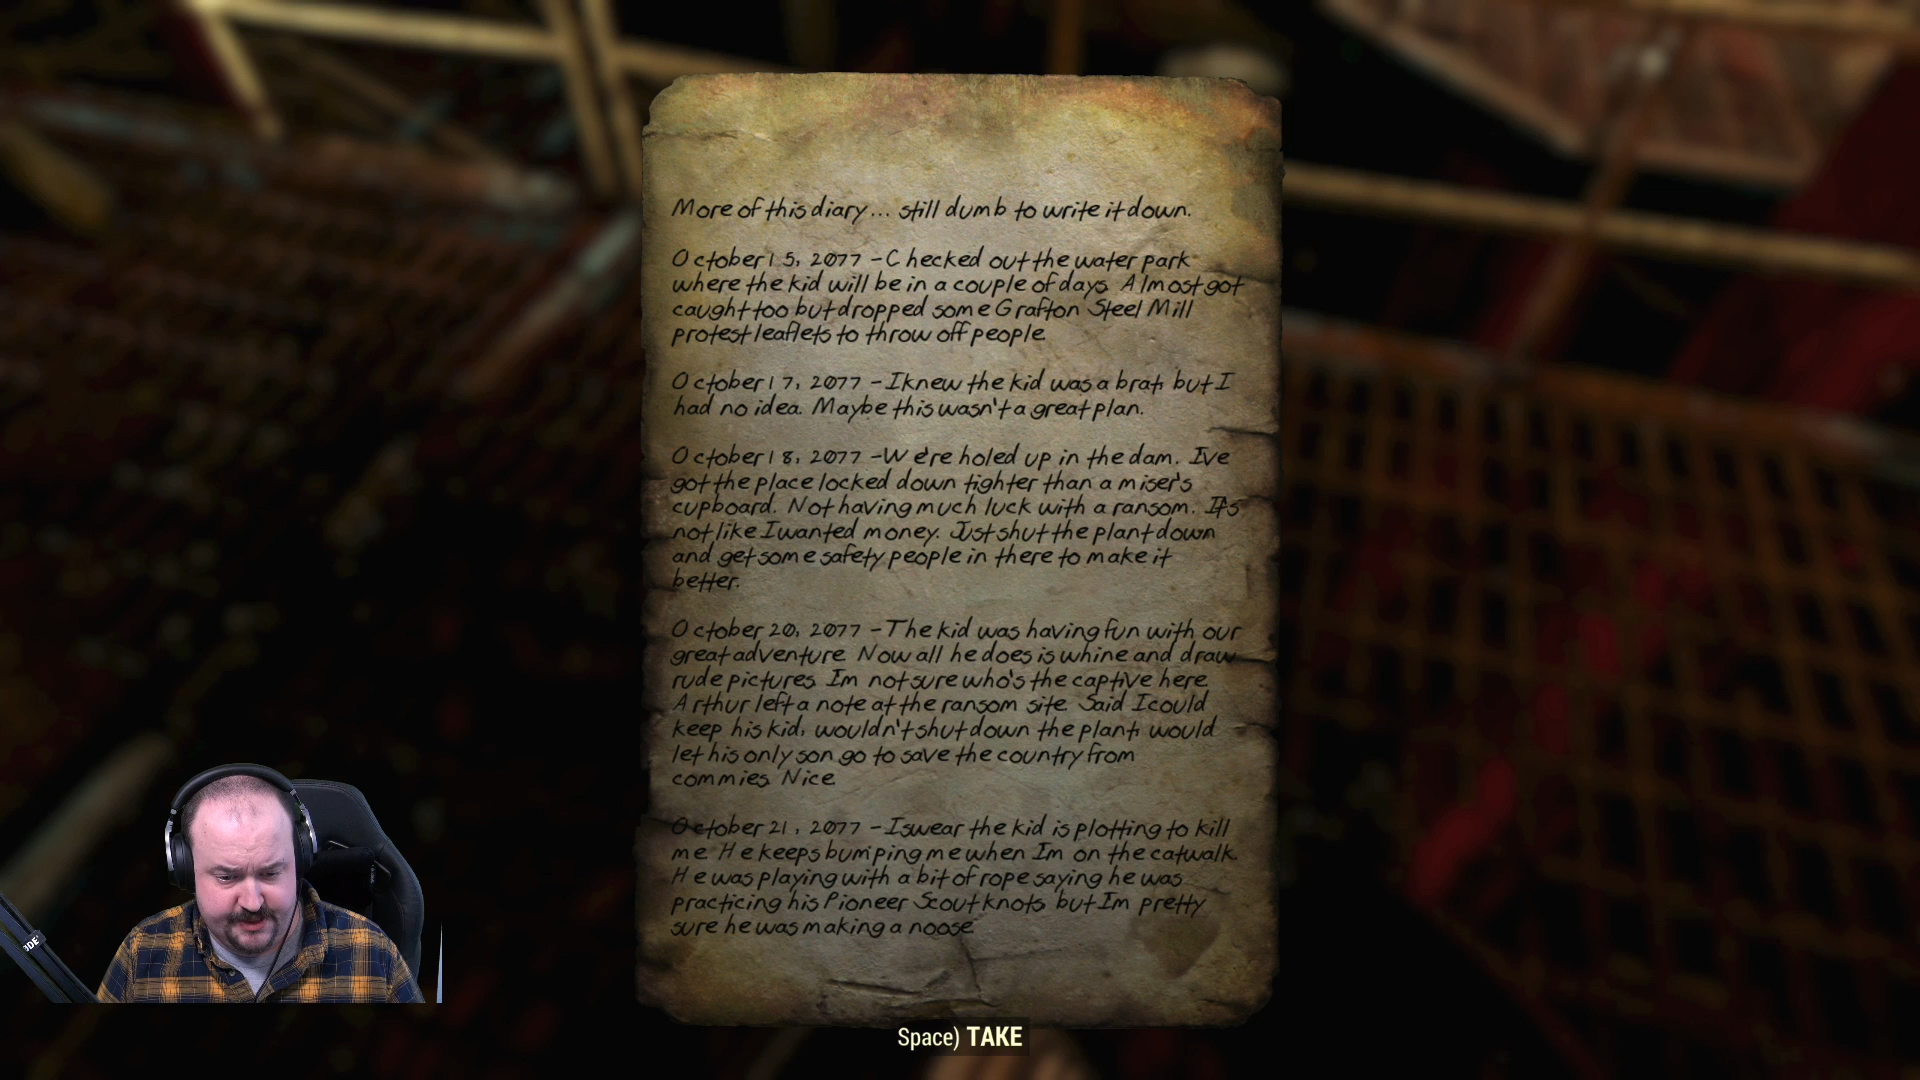 More of this diary... still dumb to write it down.
October 15, 2077 - Checked out the water park
where the kid will be in a couple of days. Almost got
caught too but dropped some Grafton Steel Mill
protest leaflets to throw off people.
October 17, 2077 - I knew the kid was a brat, but I
had no idea. Maybe this wasn't a great plan.
October 18, 2077 - We're holed up in the dam. I've
got the place locked down tighter than a miser's
cupboard. Not having much luck with a ransom. It's
not like I wanted money. Just shut the plant down
and get some safety people in there to make it
better.
October 20, 2077 - The kid was having fun with our
great adventure. Now all he does is whine and draw
rude pictures. I'm not sure who's the captive here.
Arthur left a note at the ransom site. Said I could
keep his kid, wouldn't shut down the plant, would
let his only son go to save the country from
commies. Nice.
October 21, 2077 - I swear the kid is plotting to kill
me. He keeps bumping me when I'm on the catwalk.
He was playing with a bit of rope saying he was
practicing his Pioneer Scout knots, but I'm pretty
sure he was making a noose.
RØDE
Space) TAKE